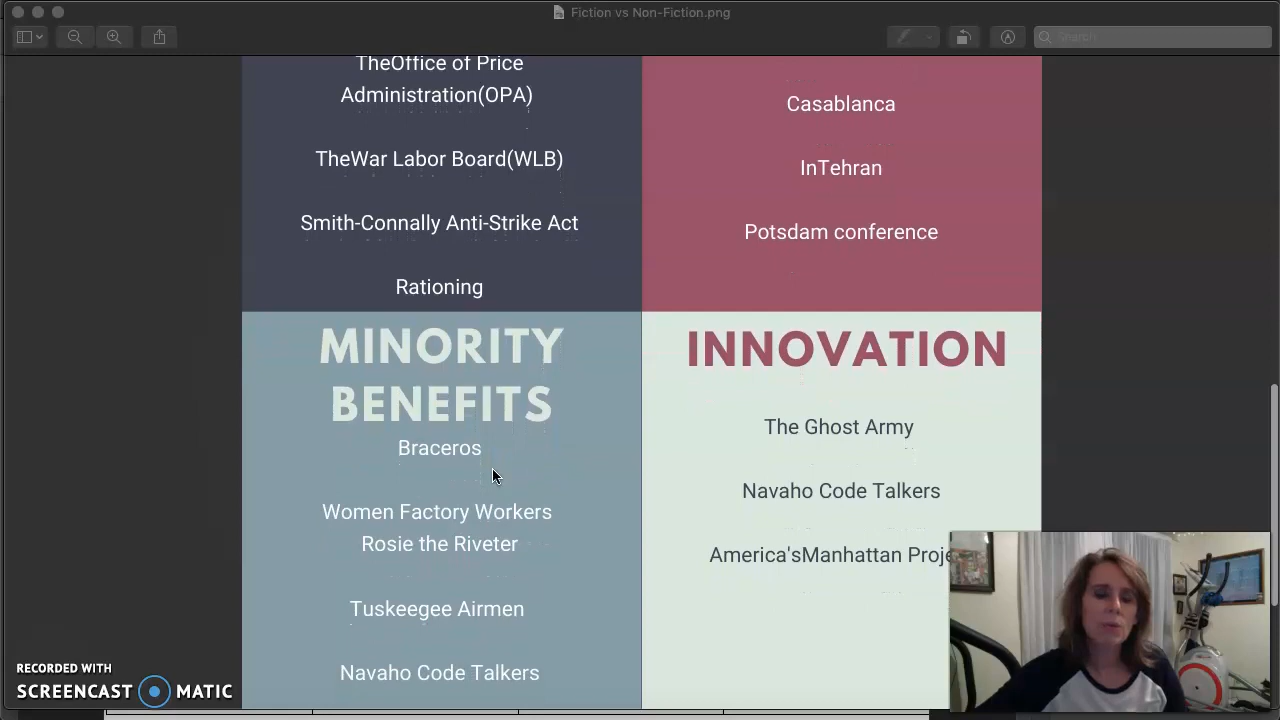 Fiction vs Non-Fiction.png
Search
TheOffice of Price
Administration(OPA)
TheWar Labor Board(WLB)
Smith-Connally Anti-Strike Act
Rationing
Casablanca
InTehran
Potsdam conference
MINORITY
BENEFITS
Braceros
Women Factory Workers
Rosie the Riveter
Tuskeegee Airmen
Navaho Code Talkers
INNOVATION
The Ghost Army
Navaho Code Talkers
America'sManhattan Proje
RECORDED WITH
SCREENCAST MATIC